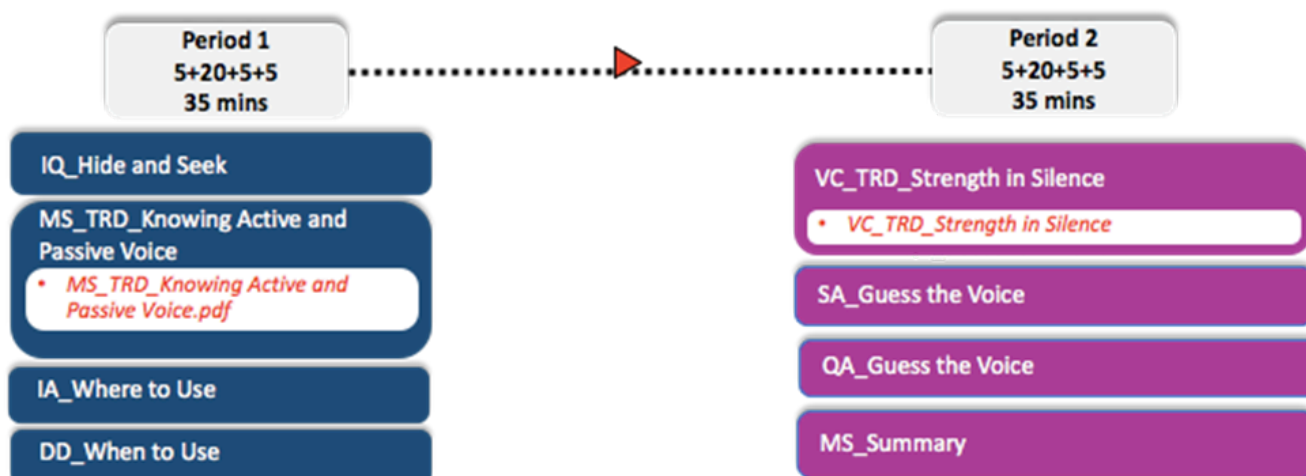 Period 1
5+20+5+5
35 mins
Period 2
5+20+5+5
35 mins
IQ_Hide and Seek
MS_TRD_Knowing Active and
Passive Voice
• MS_TRD_Knowing Active and
Passive Voice.pdf
IA_Where to Use
DD_When to Use
VC_TRD_Strength in Silence
• VC_TRD_Strength in Silence
SA_Guess the Voice
QA_Guess the Voice
MS_Summary